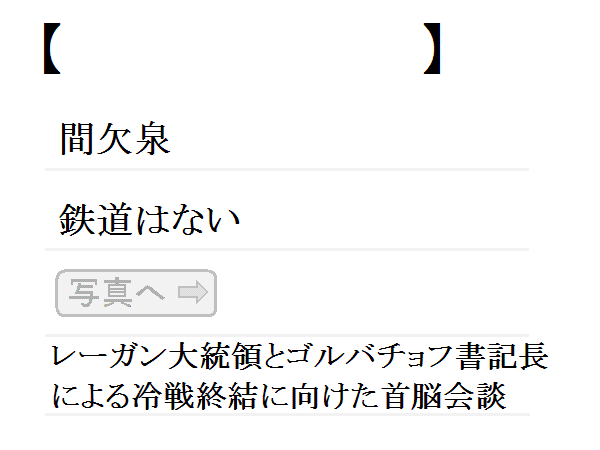 【　　　　　　　　　】
間欠泉
鉄道はない
写真へ ⇨
レーガン大統領とゴルバチョフ書記長
による冷戦終結に向けた首脳会談